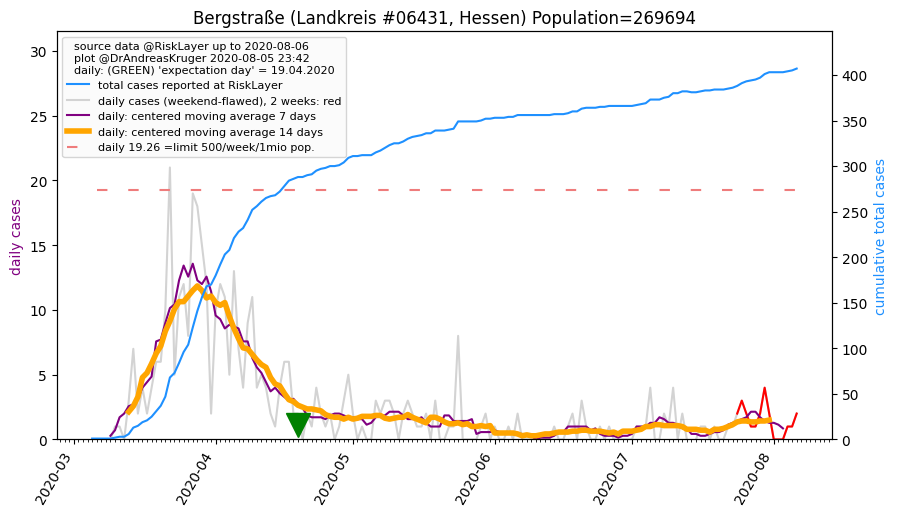 Bergstraße (Landkreis #06431, Hessen) Population=269694
source data @RiskLayer up to 2020-08-06
plot @DrAndreasKruger 2020-08-05 23:42
daily: (GREEN) 'expectation day' = 19.04.2020
total cases reported at RiskLayer
daily cases (weekend-flawed), 2 weeks: red
daily: centered moving average 7 days
daily: centered moving average 14 days
daily 19.26 =limit 500/week/1mio pop.
daily cases
30
25
20
15
10
5
0
cumulative total cases
400
350
300
250
200
150
100
50
0
2020-03
2020-04
2020-05
2020-06
2020-07
2020-08